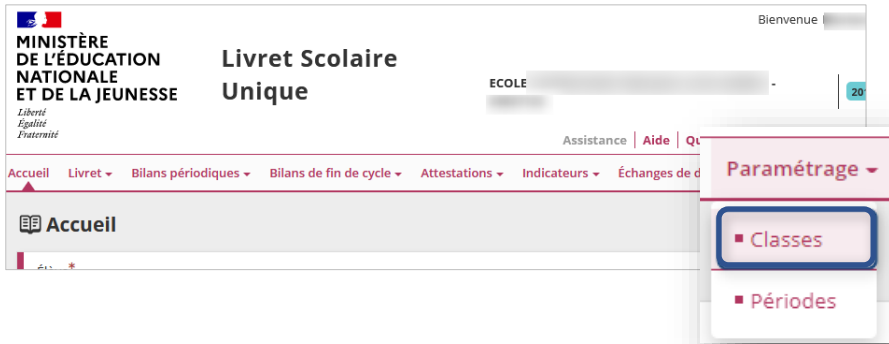 Bienvenue
MINISTÈRE
DE L'ÉDUCATION
NATIONALE
ET DE LA JEUNESSE
Liberté
Égalité
Fraternité
Livret Scolaire
Unique
ECOLE -
Assistance | Aide |
Accueil Livret Bilans périodiques Bilans de fin de cycle Attestations Indicateurs Échanges de
Paramétrage
Accueil
Classes
*
Périodes